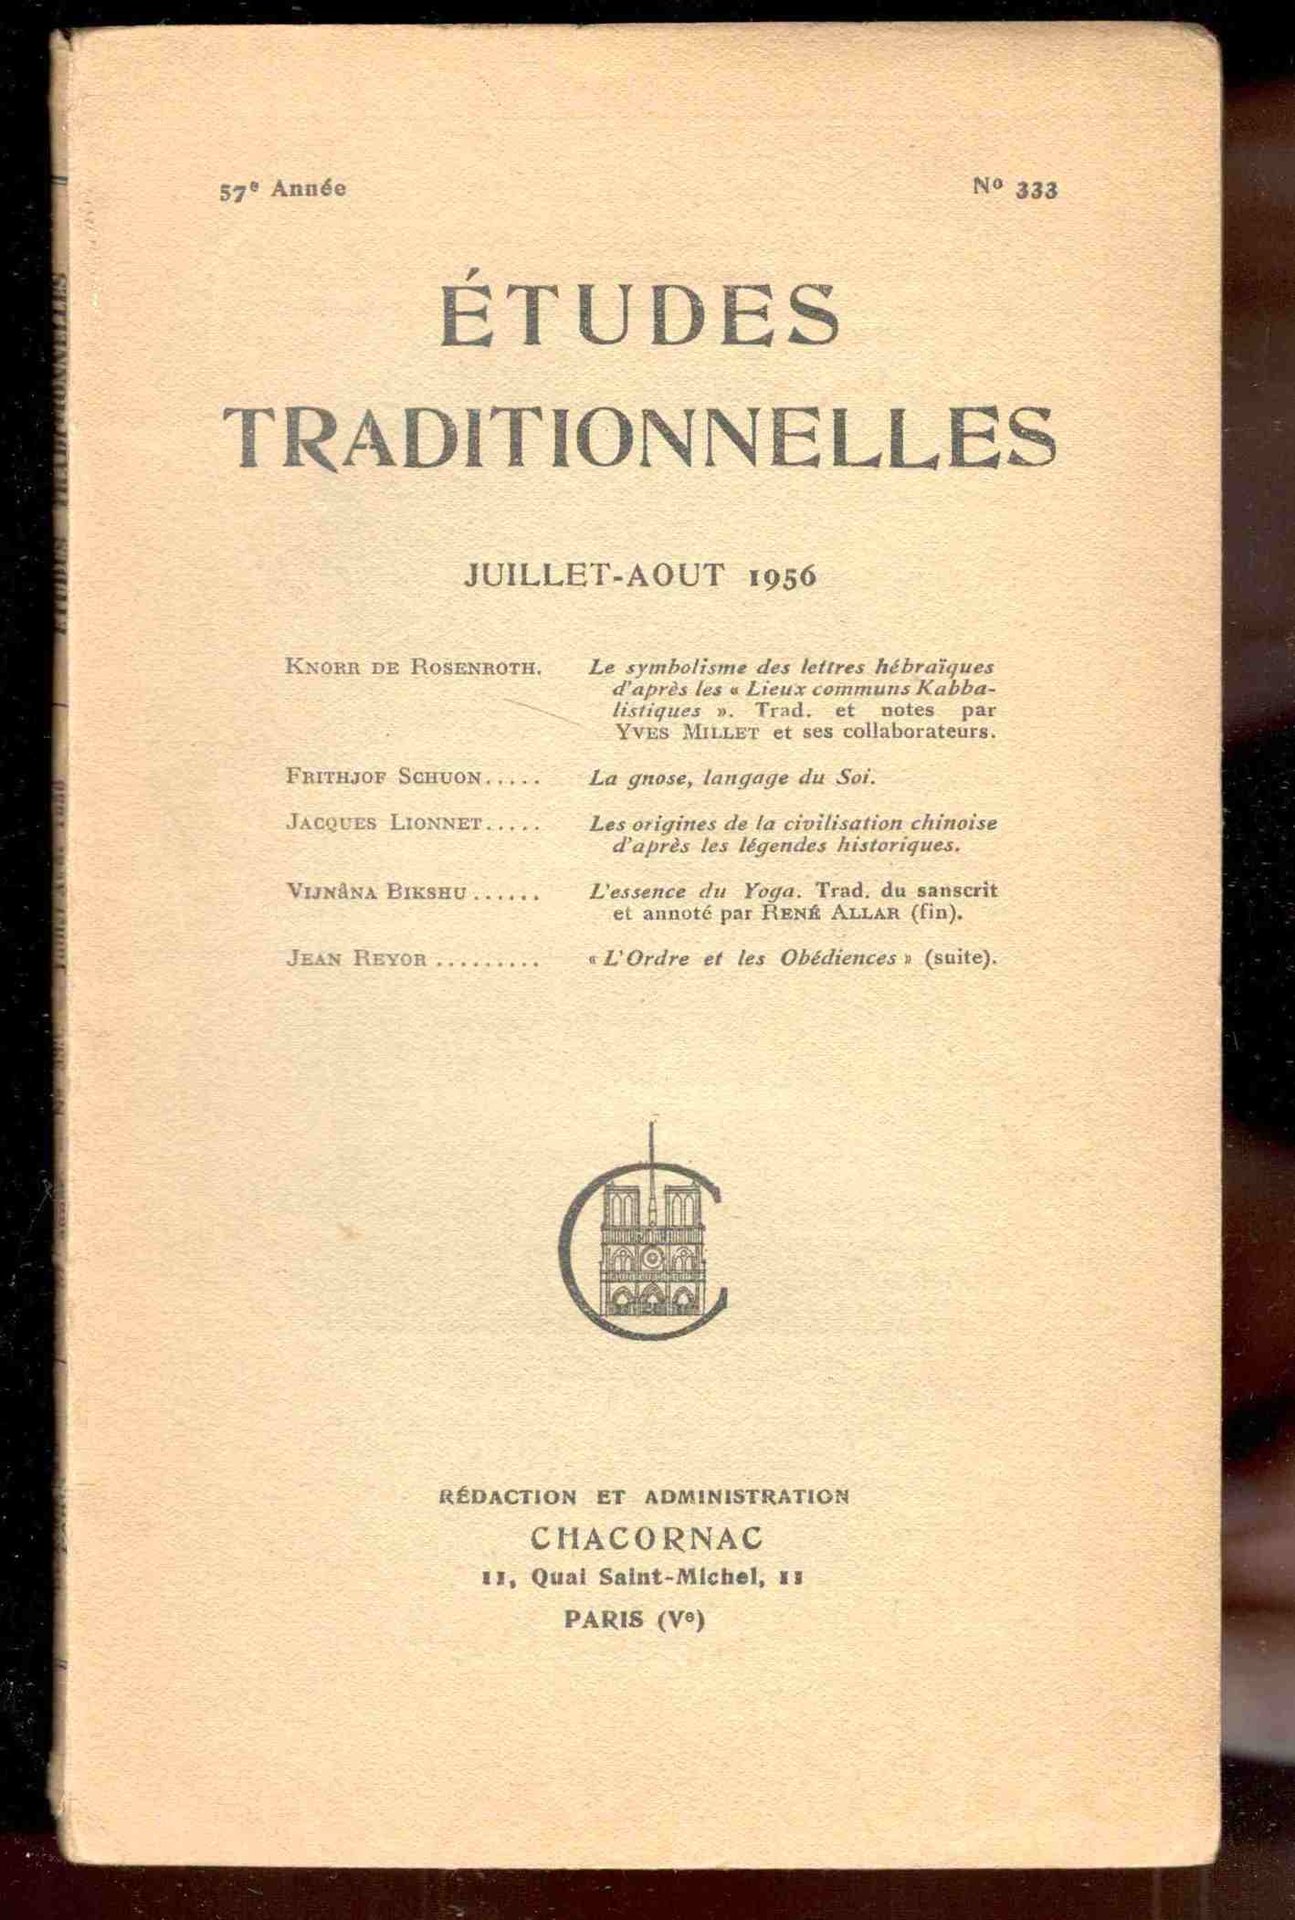 57e Année
No 333
ÉTUDES
TRADITIONNELLES
JUILLET-AOUT 1956
KNORR DE ROSENROTH. Le symbolisme des lettres hébraïques
d'après les « Lieux communs Kabba-
listiques ». Trad. et notes par
YVES MILLET et ses collaborateurs.
FRITHJOF SCHUON..... La gnose, langage du Soi.
JACQUES LIONNET..... Les origines de la civilisation chinoise
d'après les légendes historiques.
VIJNÂNA BIKSHU...... L'essence du Yoga. Trad. du sanscrit
et annoté par RENÉ ALLAR (fin).
JEAN REYOR......... « L'Ordre et les Obédiences » (suite).
RÉDACTION ET ADMINISTRATION
CHACORNAC
11, Quai Saint-Michel, 11
PARIS (Ve)
ÉTUDES TRADITIONNELLES